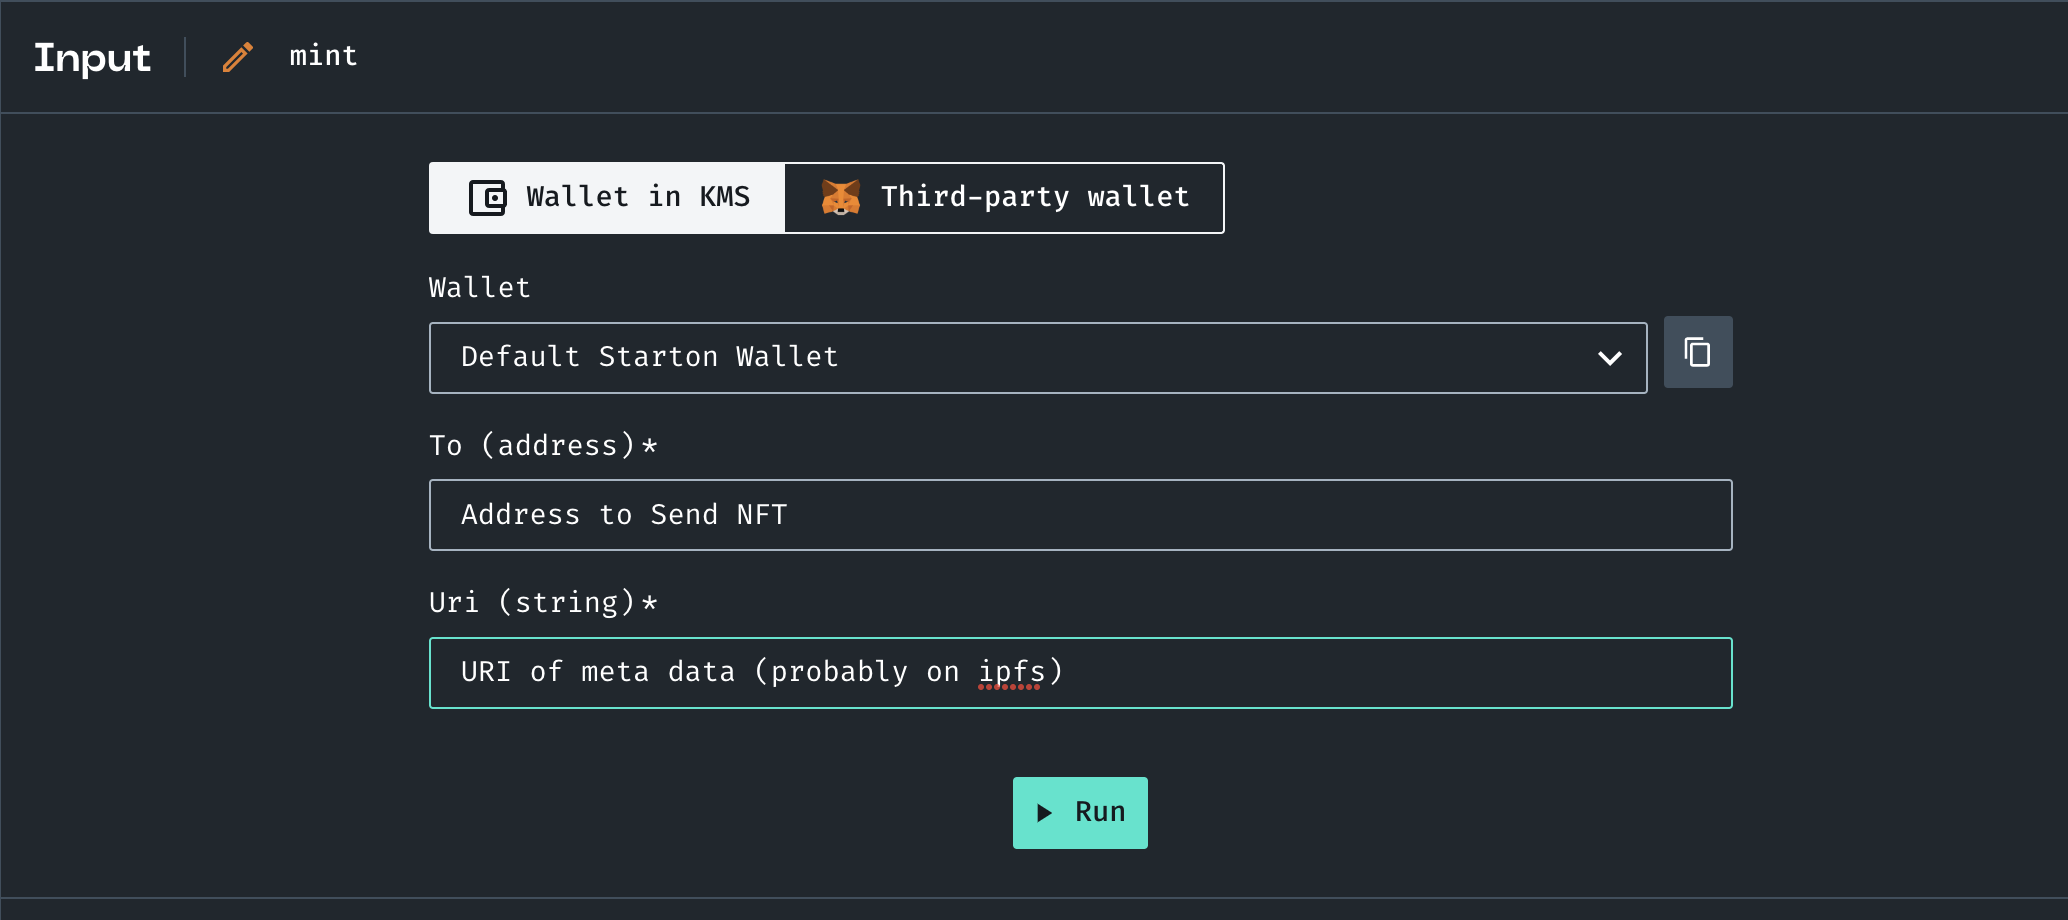 Input mint
Wallet in KMS Third-party wallet
Wallet
Default Starton Wallet
To (address)*
Address to Send NFT
Uri (string)*
URI of meta data (probably on ipfs)
Run